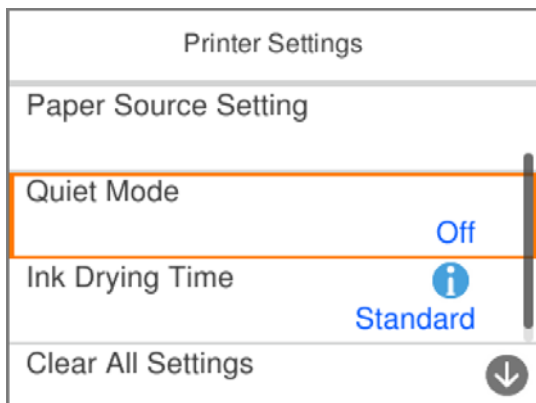 Printer Settings
Paper Source Setting
Quiet Mode
Off
Ink Drying Time
Standard
Clear All Settings